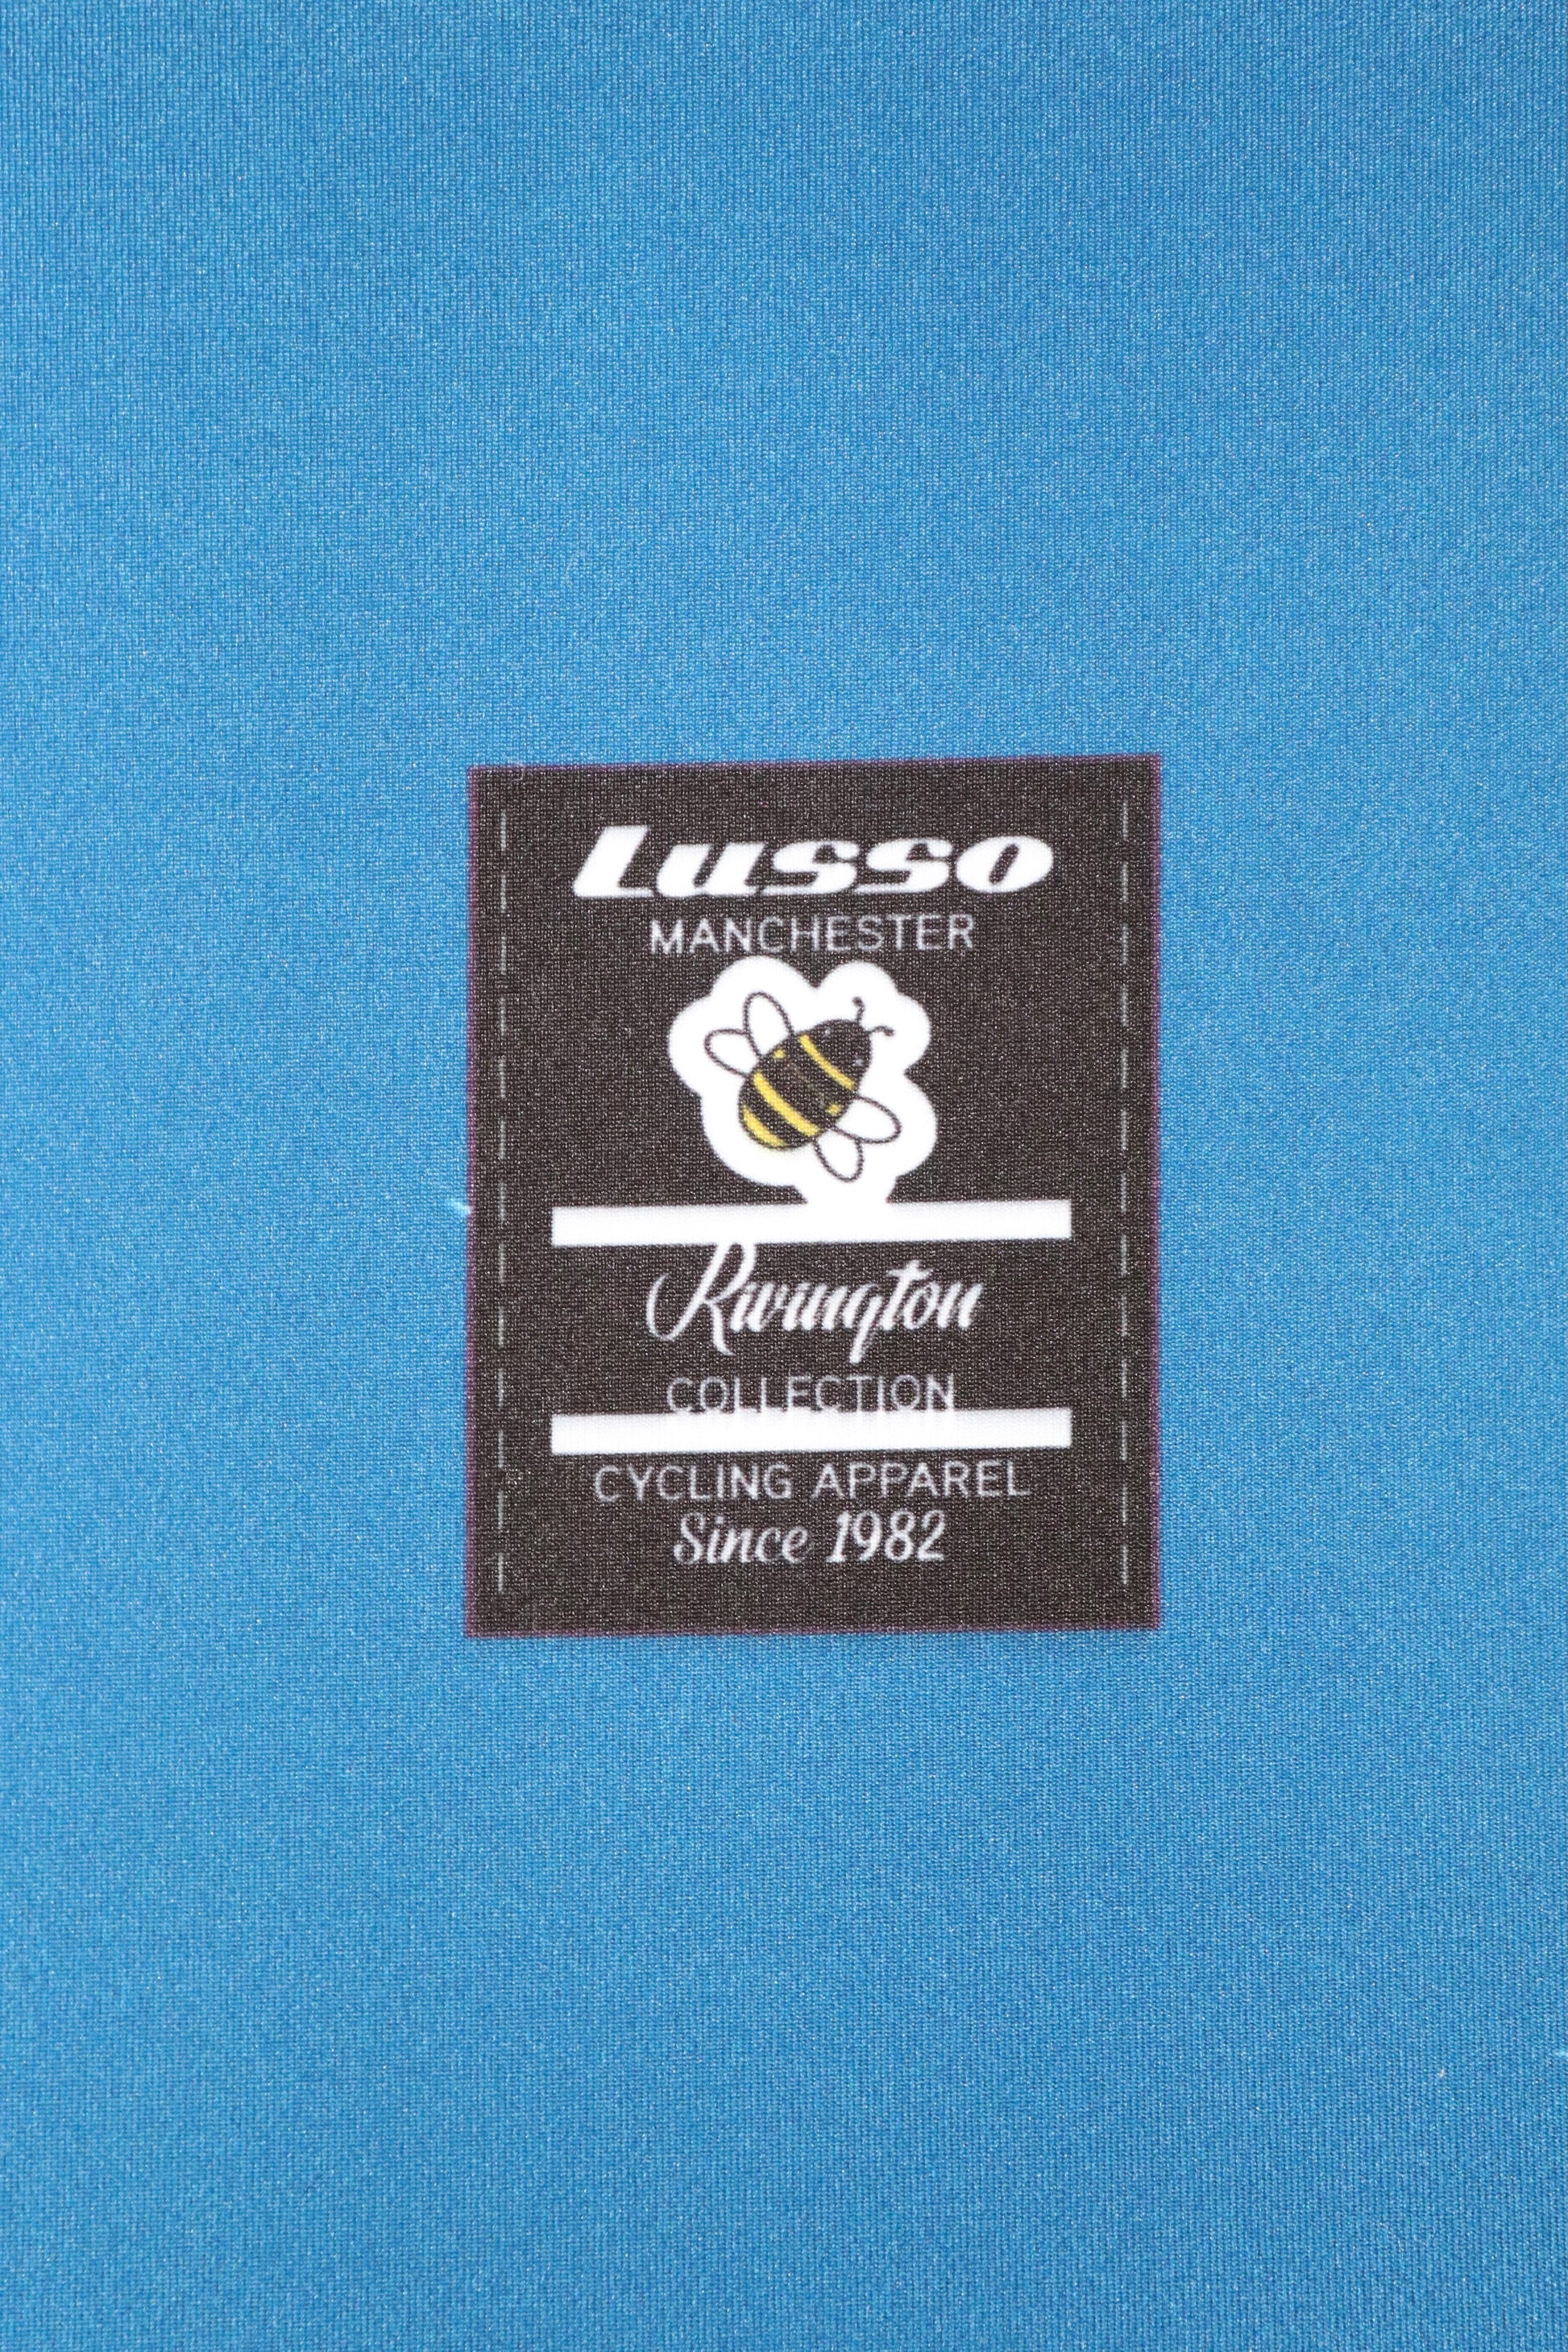 Lusso
MANCHESTER
Rivington
COLLECTION
CYCLING APPAREL
Since 1982